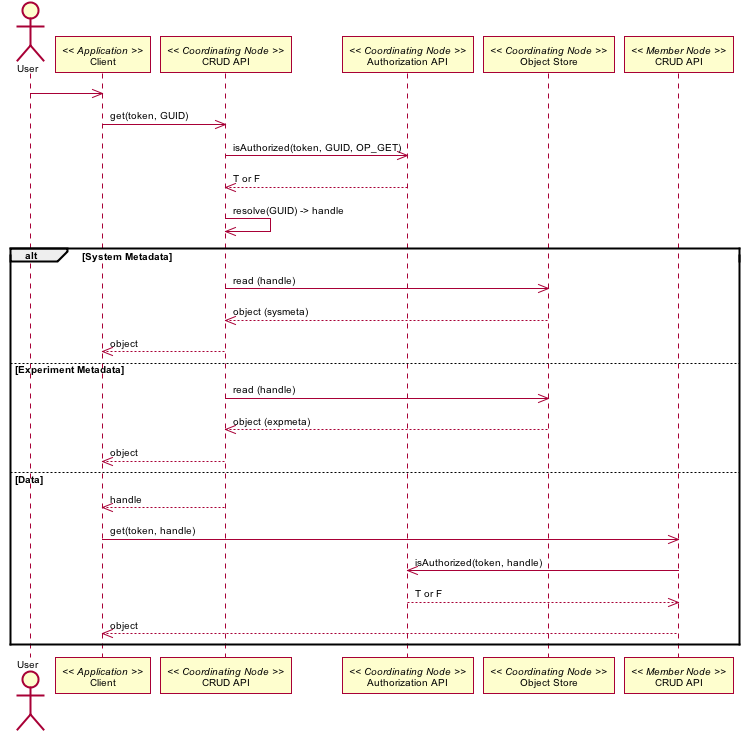 User
<< Application >>
Client
<< Coordinating Node >>
CRUD API
<< Coordinating Node >>
Authorization API
<< Coordinating Node >>
Object Store
<< Member Node >>
CRUD API
get(token, GUID)
isAuthorized(token, GUID, OP_GET)
T or F
resolve(GUID) -> handle
alt
[System Metadata]
read (handle)
object (sysmeta)
object
[Experiment Metadata]
read (handle)
object (expmeta)
object
[Data]
handle
get(token, handle)
isAuthorized(token, handle)
T or F
object
User
<< Application >>
Client
<< Coordinating Node >>
CRUD API
<< Coordinating Node >>
Authorization API
<< Coordinating Node >>
Object Store
<< Member Node >>
CRUD API